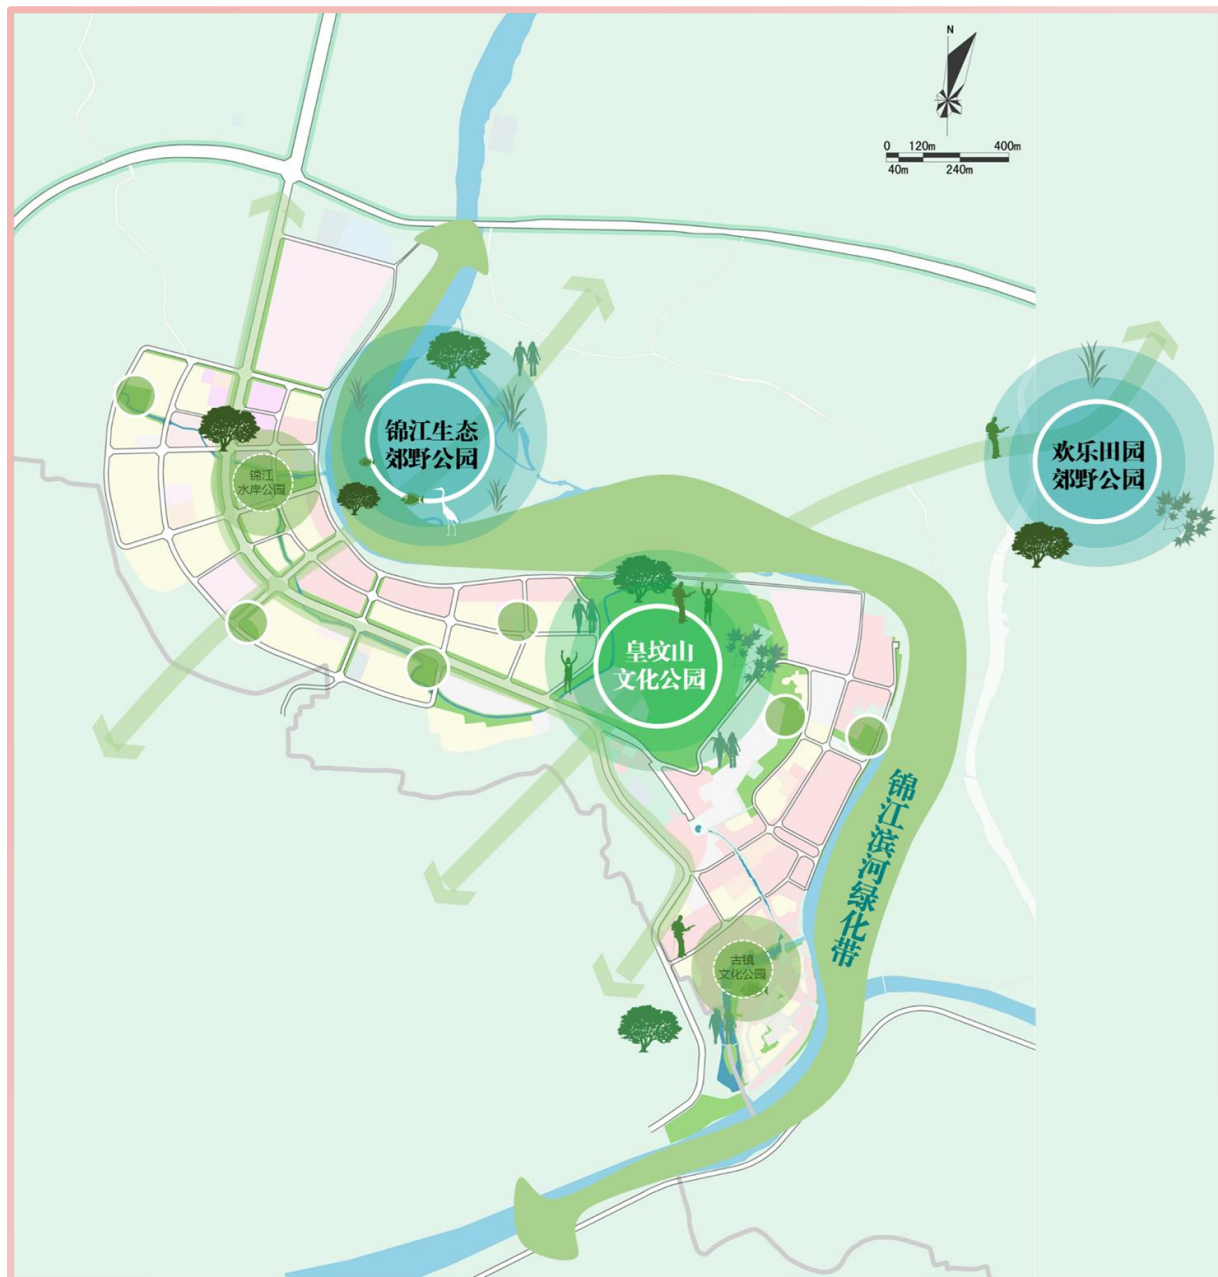 N
0 120m 400m
40m 240m
锦江生态
郊野公园
欢乐田园
郊野公园
锦江
水岸公园
皇坟山
文化公园
锦江滨河绿化带
古镇
文化公园